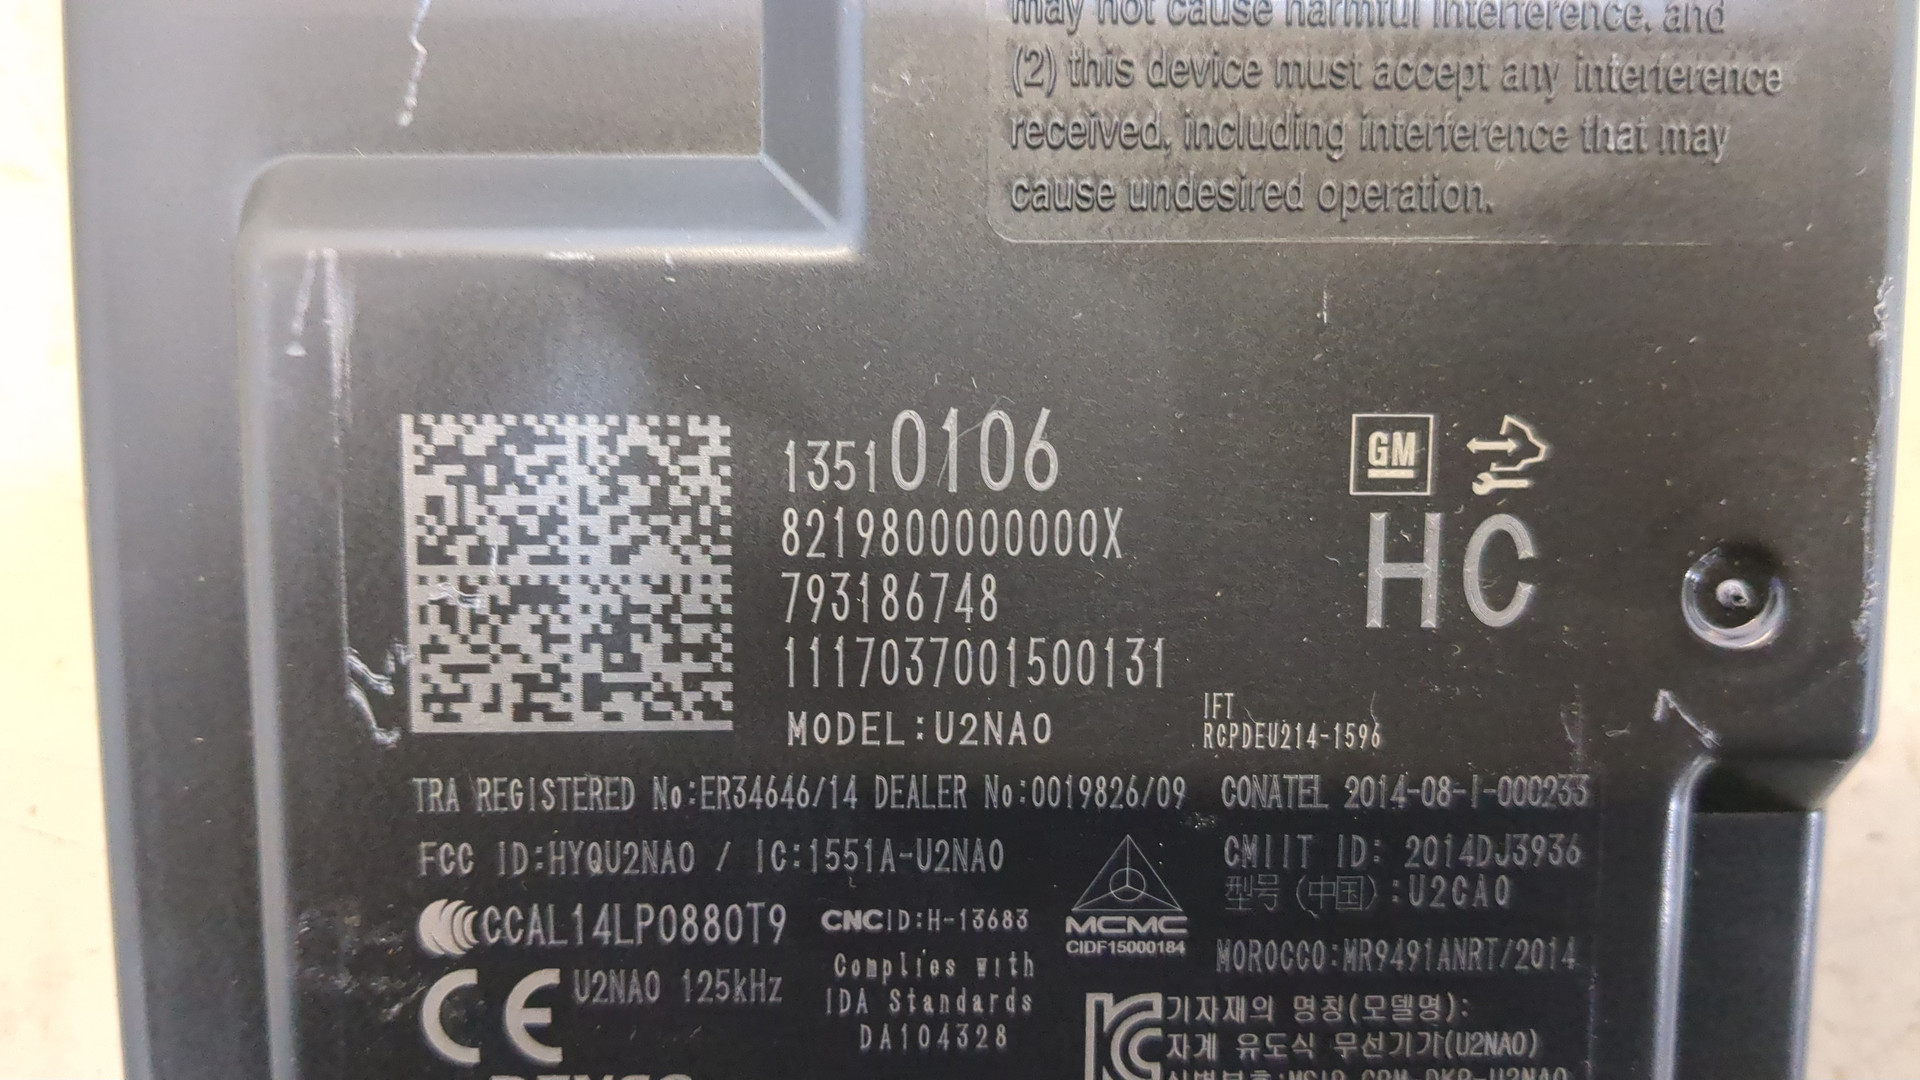 may not cause harmful interference, and
(2) this device must accept any interference
received, including interference that may
cause undesired operation.
13510106
8219800000000X
793186748
1117037001500131
MODEL:U2NA0
GM
HC
IFT
RCPDEU214-1596
TRA REGISTERED No:ER34646/14 DEALER No:0019826/09
CONATEL 2014-08-I-000233
FCC ID:HYQU2NA0 / IC:1551A-U2NA0
CMIIT ID: 2014DJ3936
型号 (中国):U2CA0
CCAL14LP0880T9
CNC ID:H-13683
MCMC
CIDF15000184
MOROCCO:MR9491ANRT/2014
CE
U2NA0 125kHz
Complies with
IDA Standards
DA104328
기자재의 명칭(모델명):
자계 유도식 무선기기(U2NA0)